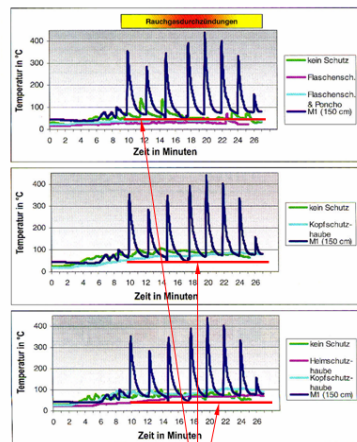 Rauchgesdurchzündungen
Temperatur in °C
400
300
200
100
0
0 2 4 6 8 10 12 14 16 18 20 22 24 26
Zeit in Minuten
kein Schutz
Flaschensch.
Flaschensch.
& Poncho
M1 (150 cm)
Temperatur in °C
400
300
200
100
0
0 2 4 6 8 10 12 14 16 18 20 22 24 26
Zeit in Minuten
kein Schutz
Kopfschutz-
haube
M1 (150 cm)
Temperatur in °C
400
300
200
100
0
0 2 4 6 8 10 12 14 16 18 20 22 24 26
Zeit in Minuten
kein Schutz
Helmschutz-
haube
Kopfschutz-
haube
M1 (150 cm)